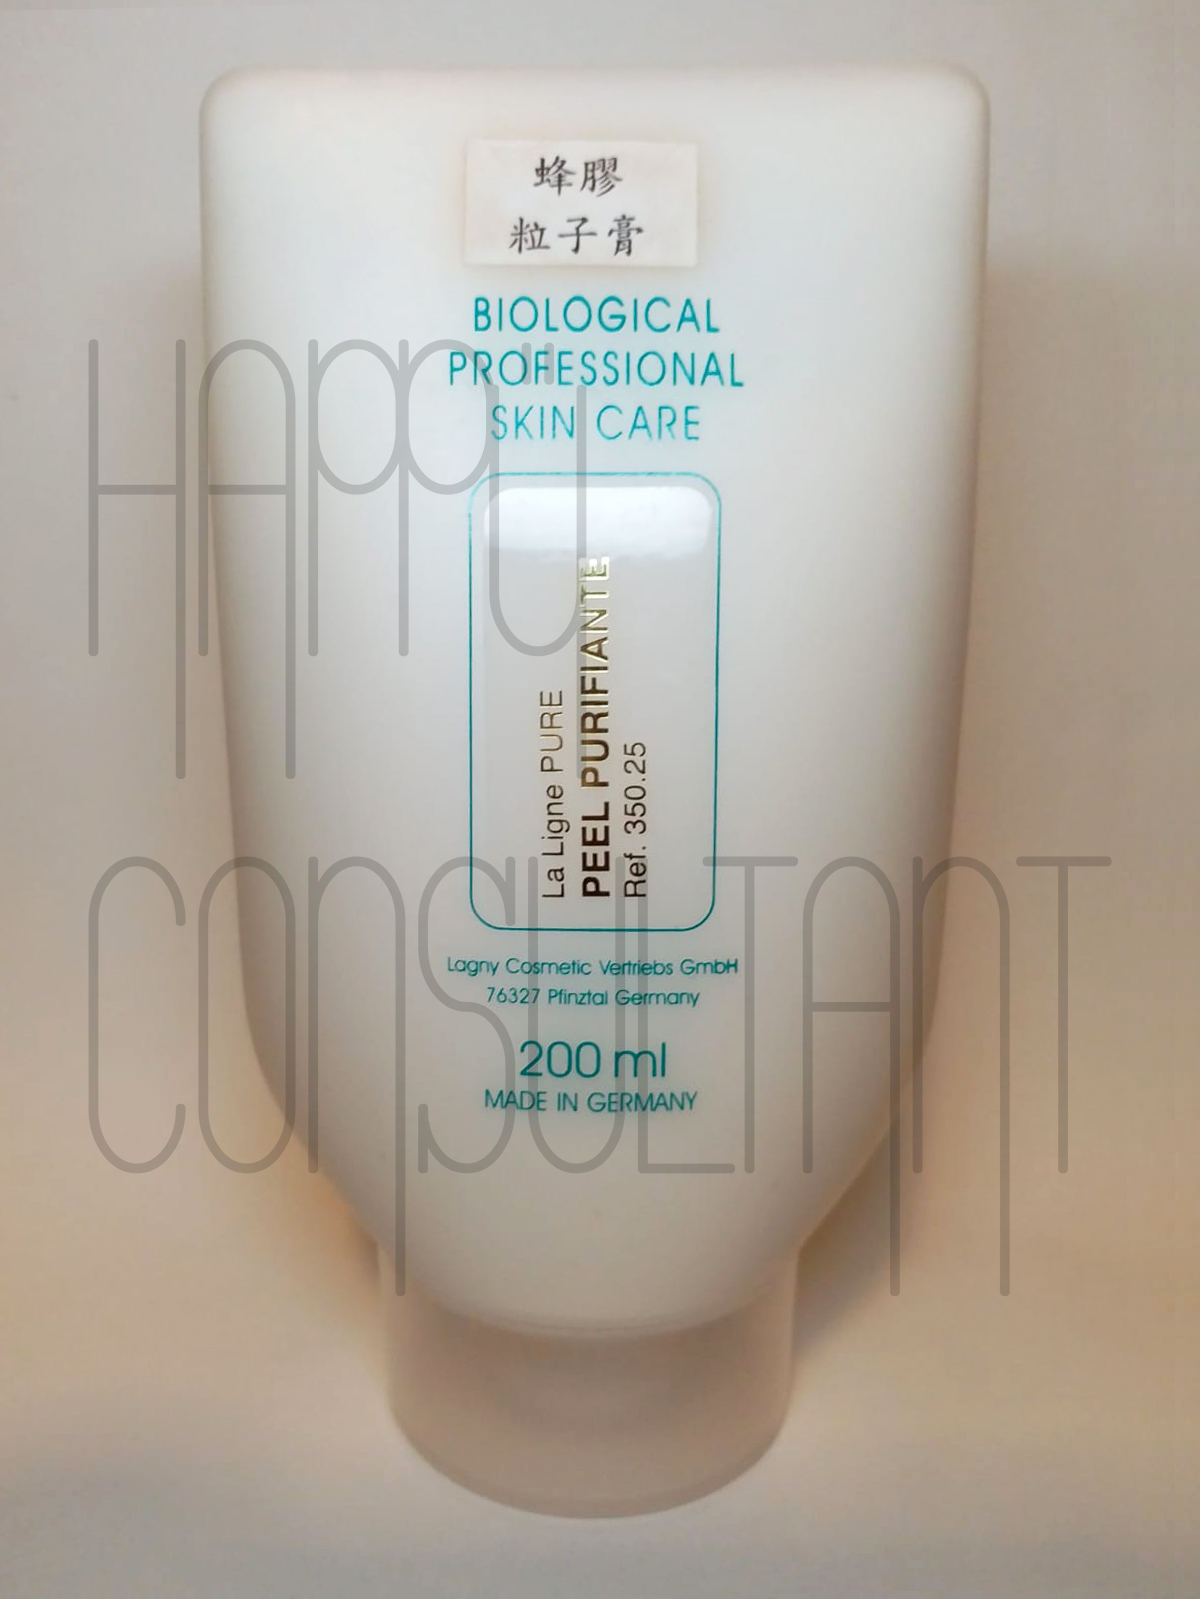 蜂膠
粒子膏
BIOLOGICAL
PROFESSIONAL
SKIN CARE
La Ligne PURE
PEEL PURIFIANTE
Ref. 350.25
Lagny Cosmetic Vertriebs GmbH
76327 Pfinztal Germany
200 ml
MADE IN GERMANY
HAPPY
CONSULTANT